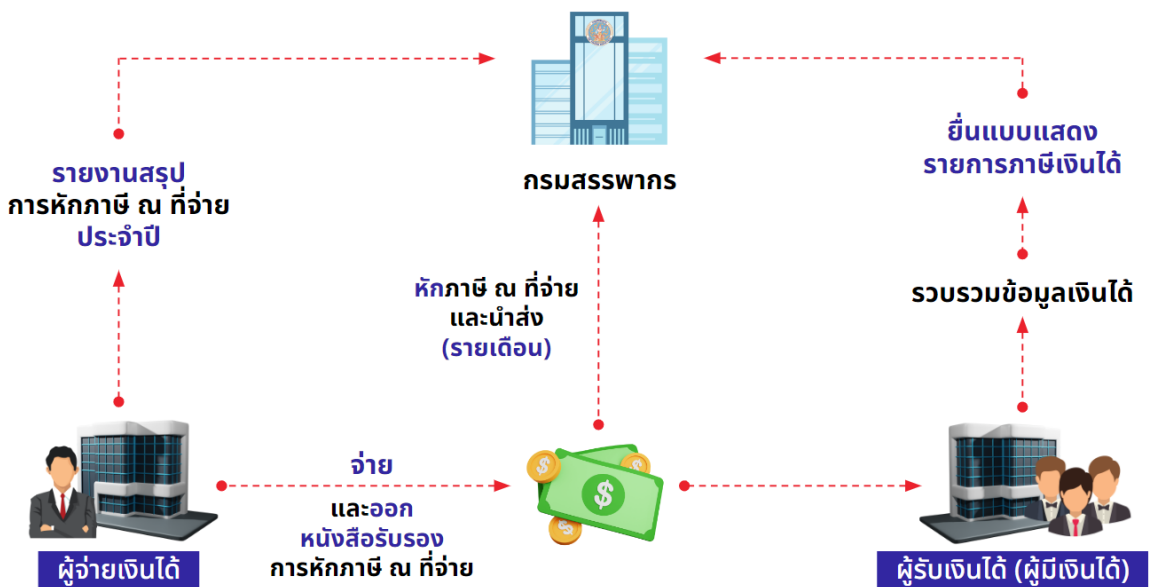 กรมสรรพากร
รายงานสรุป
การหักภาษี ณ ที่จ่าย
ประจำปี
ยื่นแบบแสดง
รายการภาษีเงินได้
หักภาษี ณ ที่จ่าย
และนำส่ง
(รายเดือน)
รวบรวมข้อมูลเงินได้
จ่าย
และออก
หนังสือรับรอง
การหักภาษี ณ ที่จ่าย
ผู้จ่ายเงินได้
ผู้รับเงินได้ (ผู้มีเงินได้)